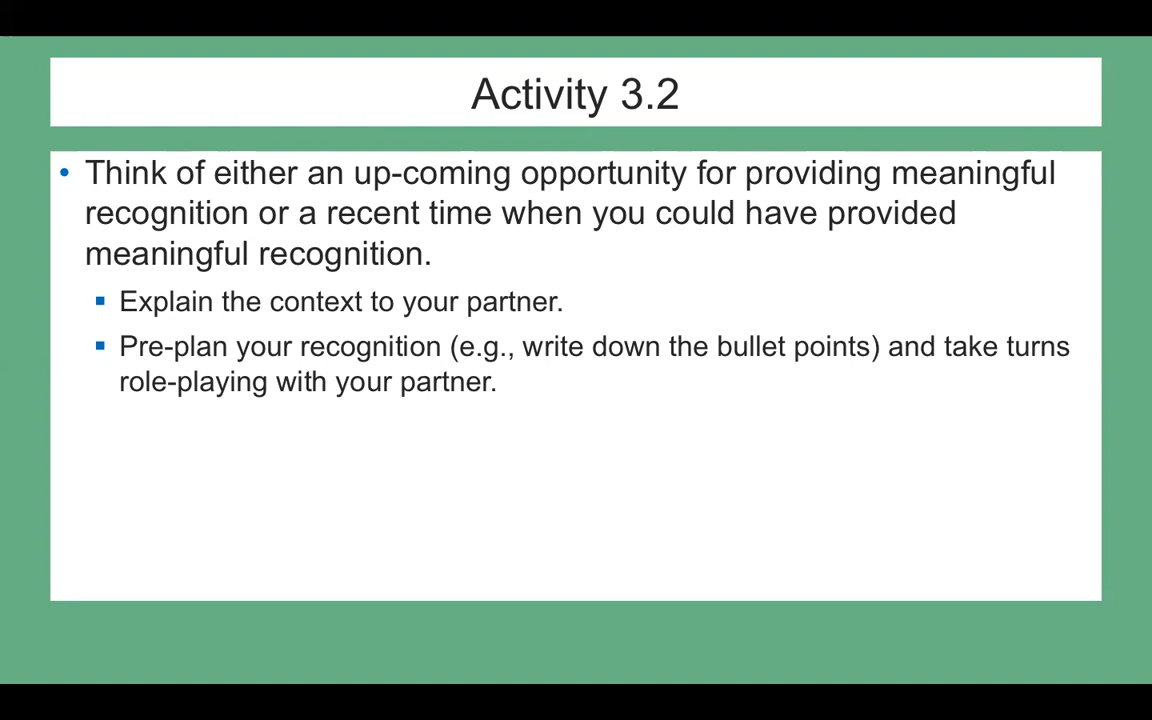 Activity 3.2
• Think of either an up-coming opportunity for providing meaningful
recognition or a recent time when you could have provided
meaningful recognition.
▪ Explain the context to your partner.
▪ Pre-plan your recognition (e.g., write down the bullet points) and take turns
role-playing with your partner.